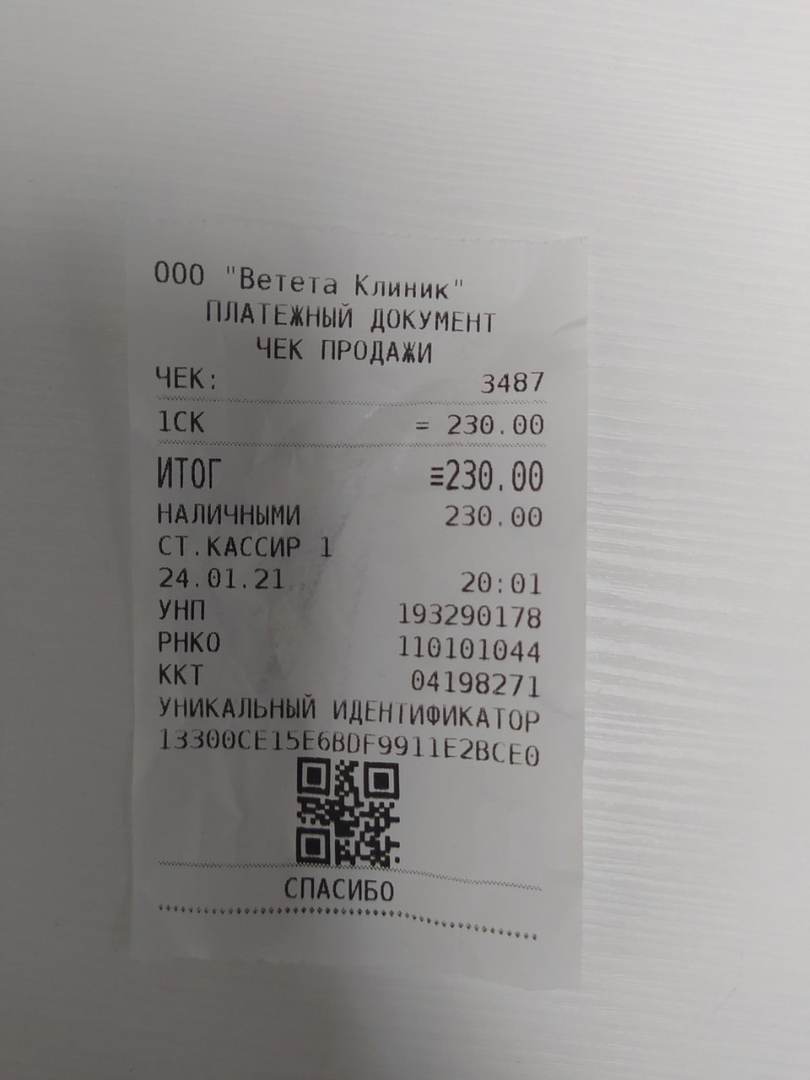 ООО "Ветета Клиник"
ПЛАТЕЖНЫЙ ДОКУМЕНТ
ЧЕК ПРОДАЖИ
ЧЕК: 3487
1СК = 230.00
ИТОГ ≡230.00
НАЛИЧНЫМИ 230.00
СТ.КАССИР 1
24.01.21 20:01
УНП 193290178
РНКО 110101044
ККТ 04198271
УНИКАЛЬНЫЙ ИДЕНТИФИКАТОР
13300CE15E6BDF9911E2BCE0
СПАСИБО